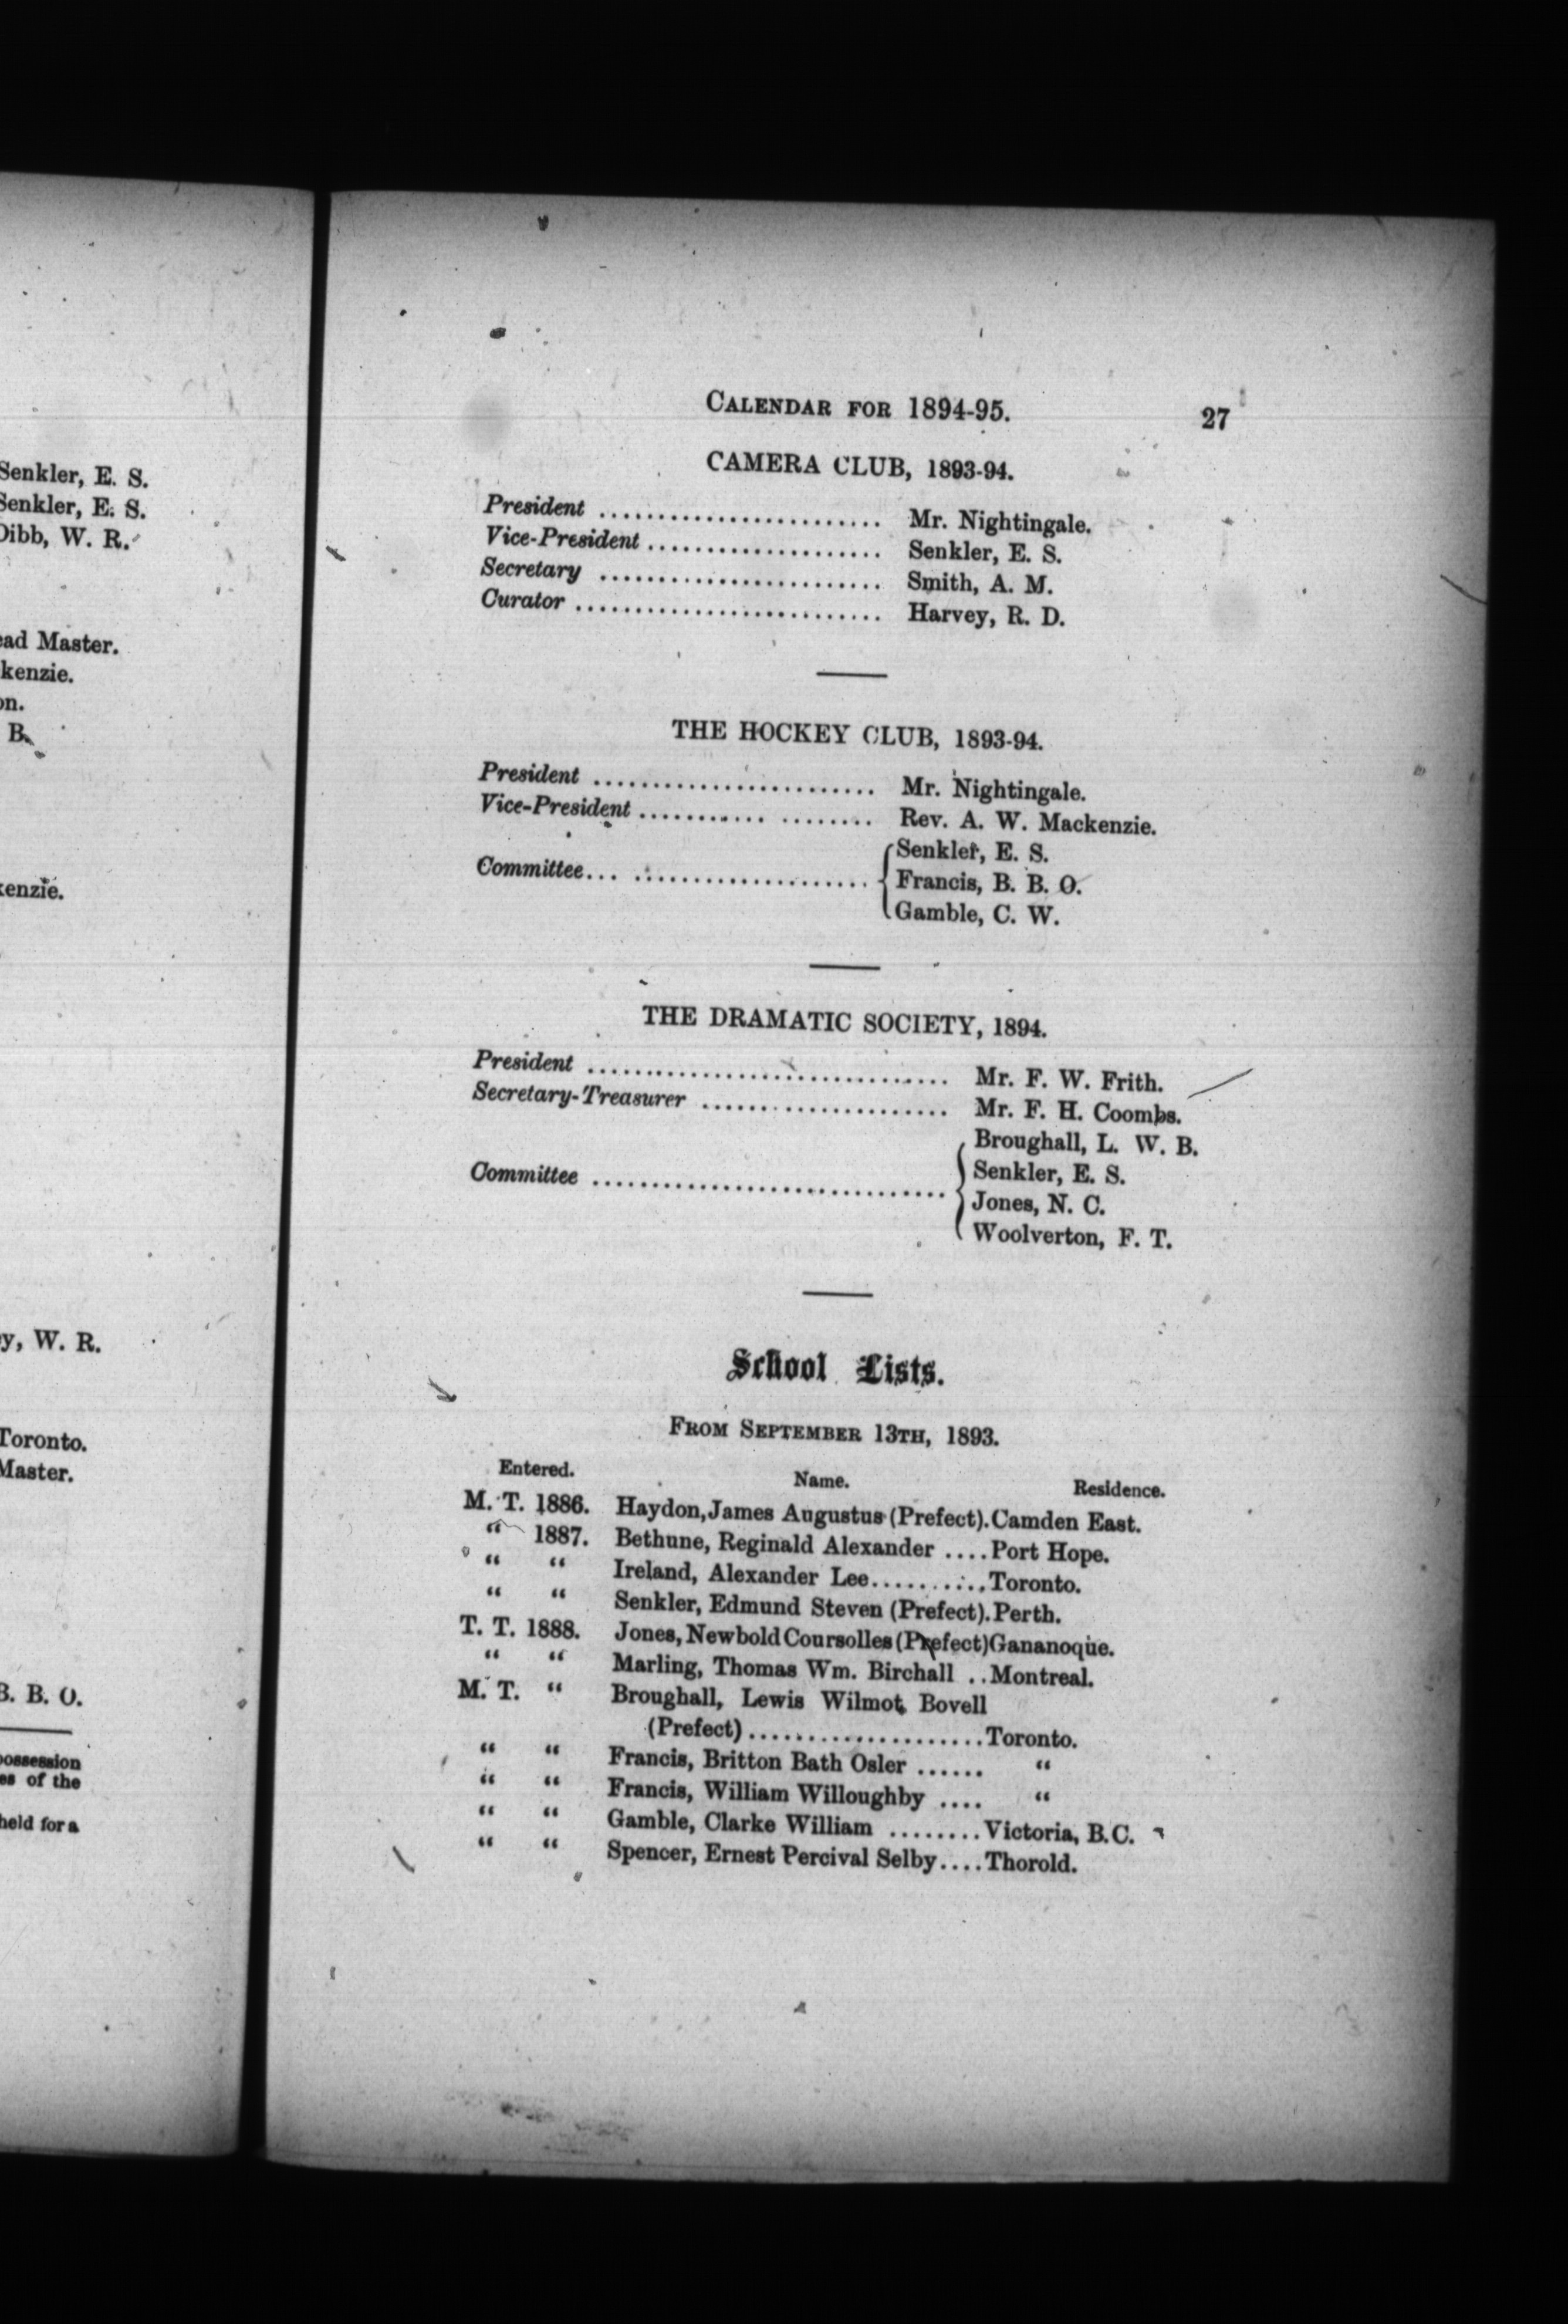 Senkler, E. S.
Senkler, E. S.
Dibb, W. R.
ead Master.
kenzie.
on.
B.
kenzie.
y, W. R.
Toronto.
Master.
B. B. O.
possession
es of the
held for a
CALENDAR FOR 1894-95. 27
CAMERA CLUB, 1893-94.
President ........................ Mr. Nightingale.
Vice-President .................... Senkler, E. S.
Secretary ........................ Smith, A. M.
Curator .......................... Harvey, R. D.
THE HOCKEY CLUB, 1893-94.
President ........................ Mr. Nightingale.
Vice-President ........... ........ Rev. A. W. Mackenzie.
Senkler, E. S.
Committee... .................... Francis, B. B. O.
Gamble, C. W.
THE DRAMATIC SOCIETY, 1894.
President ............................... Mr. F. W. Frith.
Secretary-Treasurer ..................... Mr. F. H. Coombs.
Broughall, L. W. B.
Committee .............................. Senkler, E. S.
Jones, N. C.
Woolverton, F. T.
School Lists.
FROM SEPTEMBER 13TH, 1893.
Entered. Name. Residence.
M. T. 1886. Haydon, James Augustus (Prefect). Camden East.
“ 1887. Bethune, Reginald Alexander .... Port Hope.
“ “ Ireland, Alexander Lee.......... Toronto.
“ “ Senkler, Edmund Steven (Prefect). Perth.
T. T. 1888. Jones, Newbold Coursolles (Prefect) Gananoque.
“ “ Marling, Thomas Wm. Birchall .. Montreal.
M. T. “ Broughall, Lewis Wilmot Bovell
(Prefect).................... Toronto.
“ “ Francis, Britton Bath Osler ...... “
“ “ Francis, William Willoughby .... “
“ “ Gamble, Clarke William ........ Victoria, B.C.
“ “ Spencer, Ernest Percival Selby.... Thorold.